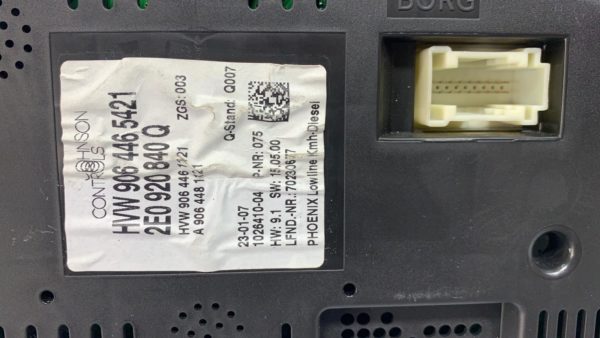 BORG
JOHNSON
CONTROLS
HVW 906 446 5421
2E0 920 840 Q
HVW 906 446 1421
ZGS: 003
A 906 448 1121
Q-Stand: Q007
23-01-07
1026410-04 P-NR: 075
HW: 9.1 SW: 15.05.00
LFND.-NR.: 70230677
PHOENIX Lowline Kmh-Diesel